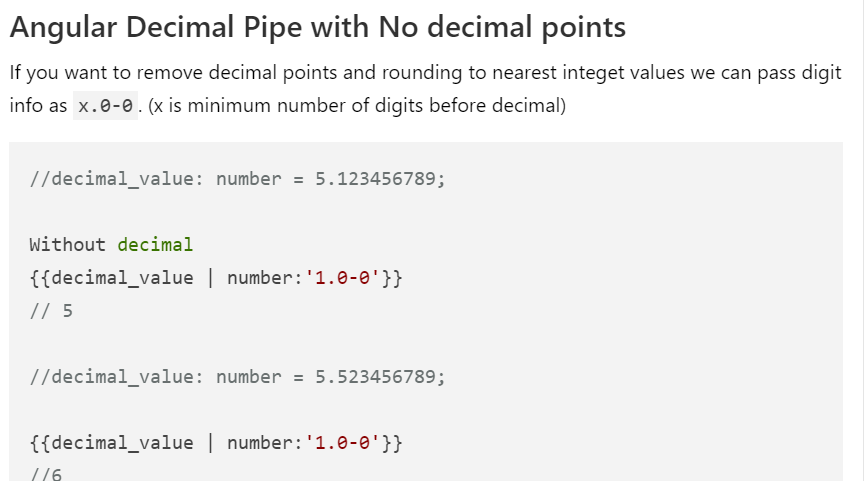 Angular Decimal Pipe with No decimal points
If you want to remove decimal points and rounding to nearest integet values we can pass digit
info as x.0-0. (x is minimum number of digits before decimal)
//decimal_value: number = 5.123456789;
Without decimal
{{decimal_value | number:'1.0-0'}}
// 5
//decimal_value: number = 5.523456789;
{{decimal_value | number:'1.0-0'}}
//6